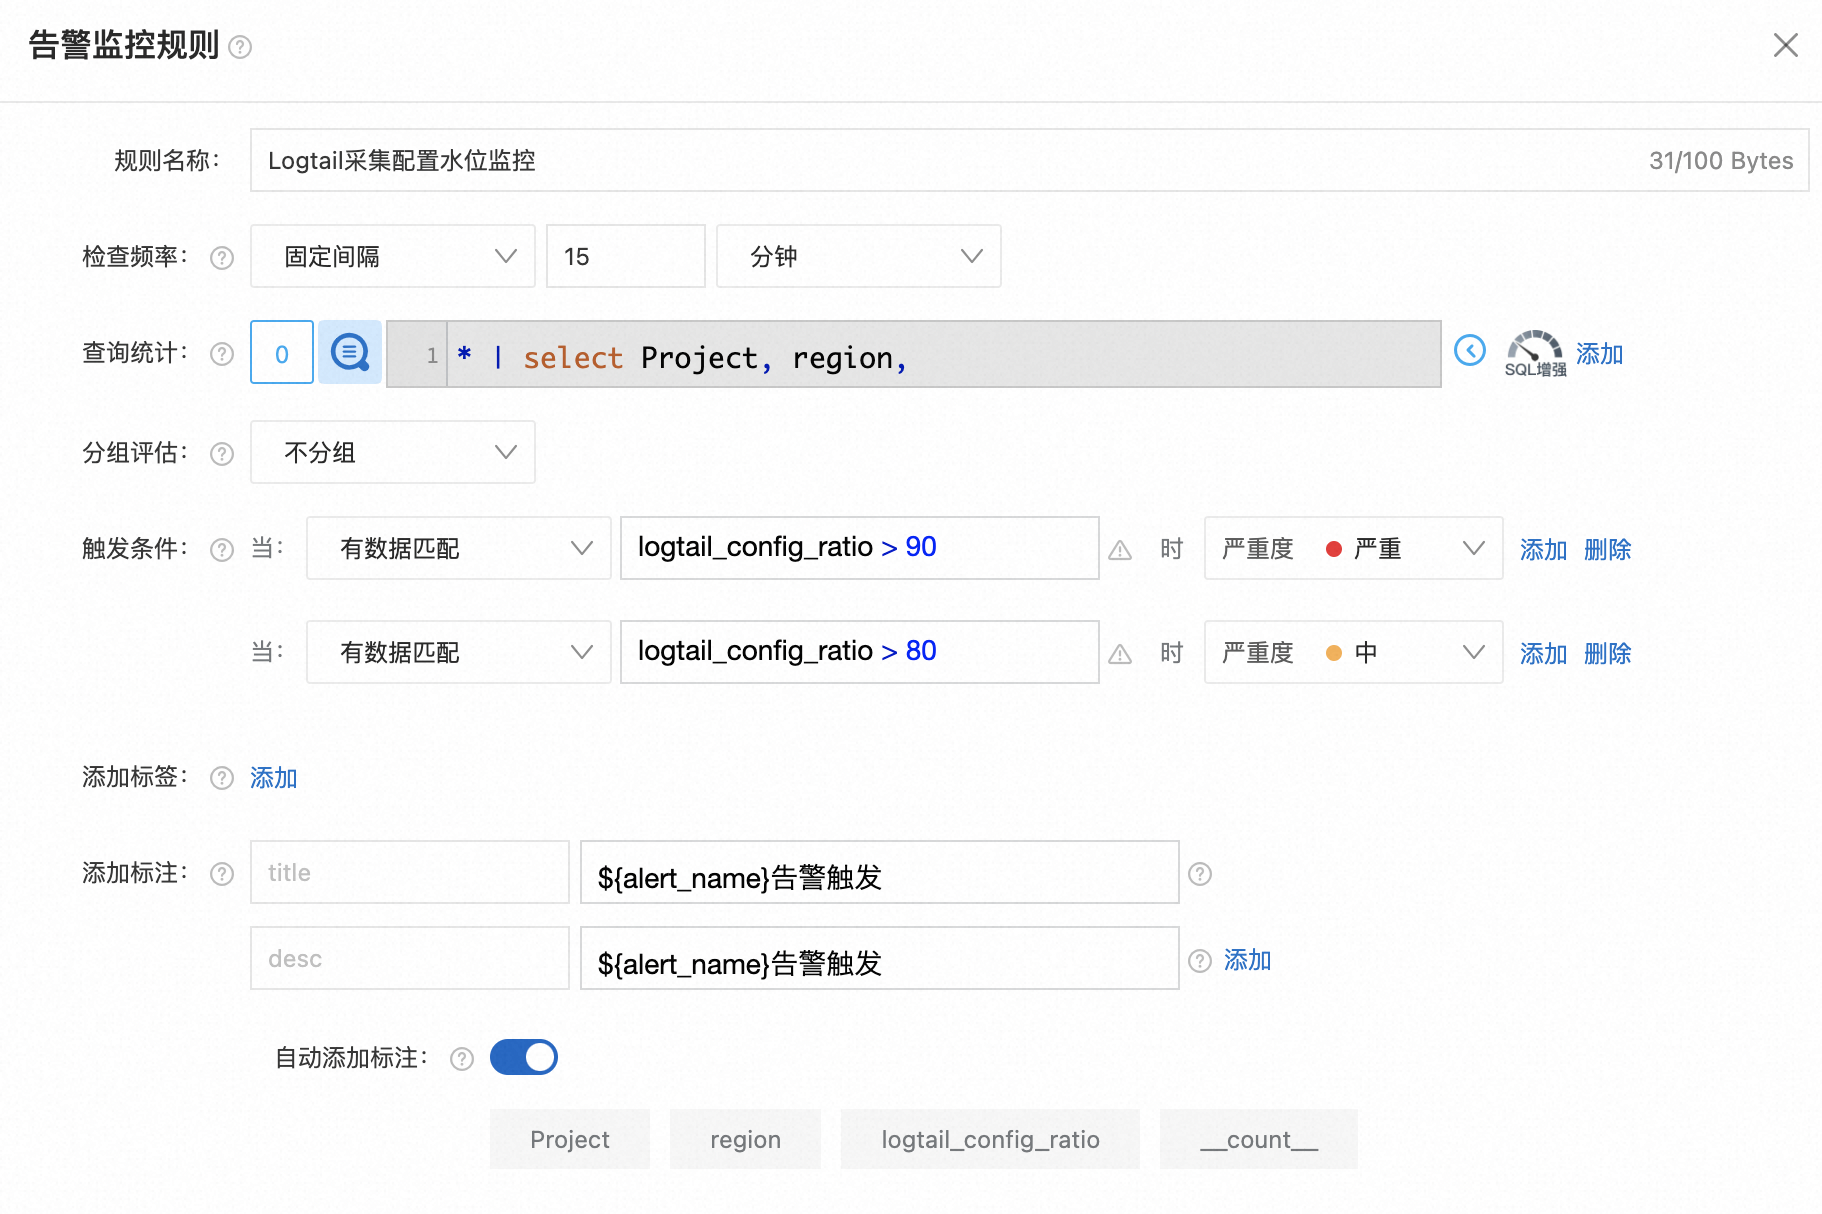 告警监控规则
规则名称： Logtail采集配置水位监控 31/100 Bytes
检查频率： 固定间隔 15 分钟
查询统计： 0 1 * | select Project, region, SQL增强 添加
分组评估： 不分组
触发条件： 当： 有数据匹配 logtail_config_ratio > 90 时 严重度 严重 添加 删除
当： 有数据匹配 logtail_config_ratio > 80 时 严重度 中 添加 删除
添加标签： 添加
添加标注： title ${alert_name}告警触发
desc ${alert_name}告警触发 添加
自动添加标注：
Project region logtail_config_ratio __count__